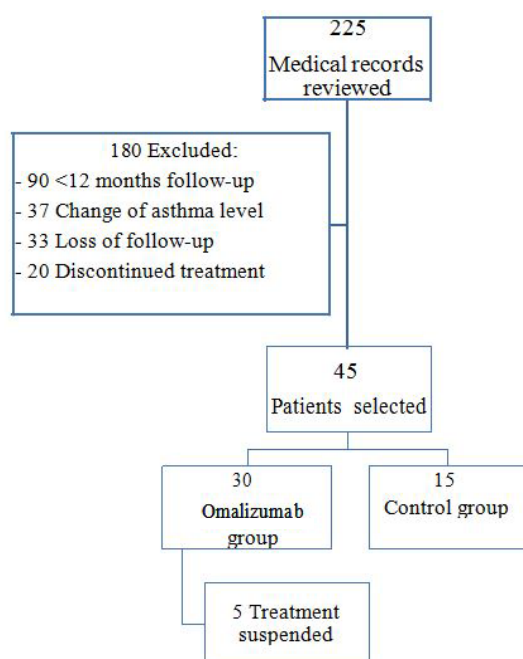 225
Medical records
reviewed
180 Excluded:
- 90 <12 months follow-up
- 37 Change of asthma level
- 33 Loss of follow-up
- 20 Discontinued treatment
45
Patients selected
30
Omalizumab
group
15
Control group
5 Treatment
suspended